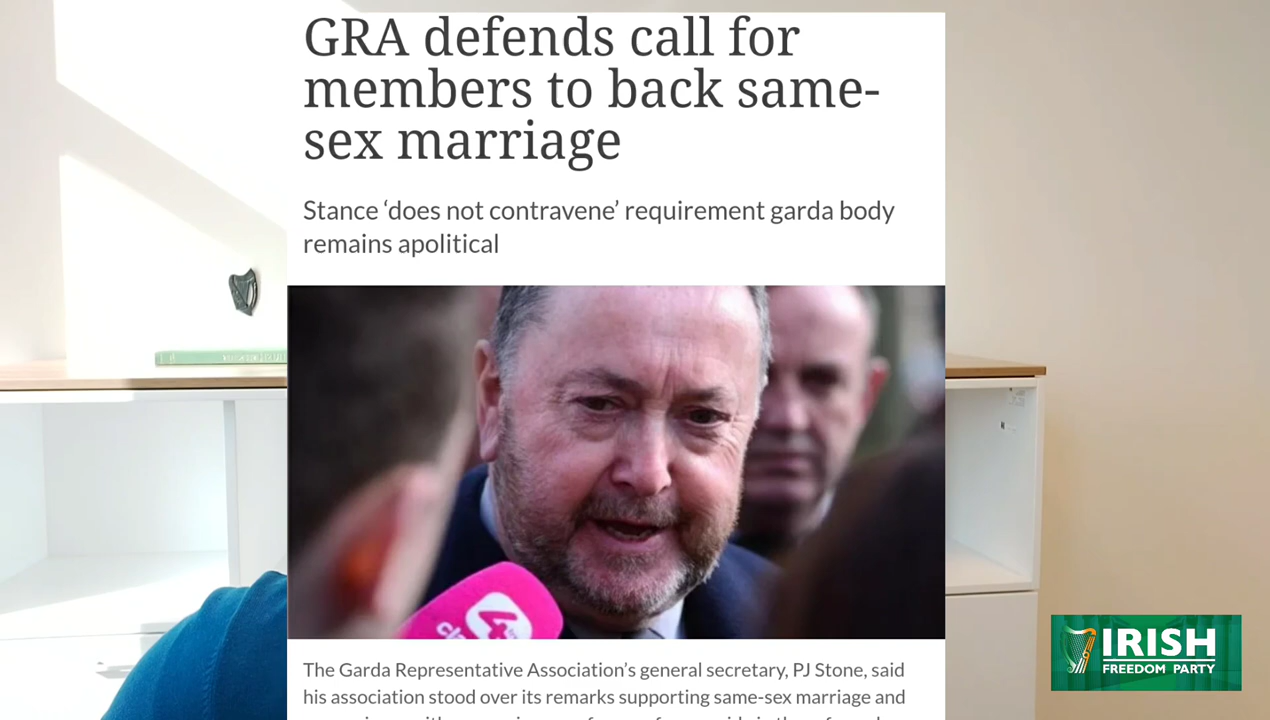 GRA defends call for
members to back same-
sex marriage
Stance ‘does not contravene’ requirement garda body
remains apolitical
4
The Garda Representative Association’s general secretary, PJ Stone, said
his association stood over its remarks supporting same-sex marriage and
IRISH
FREEDOM PARTY